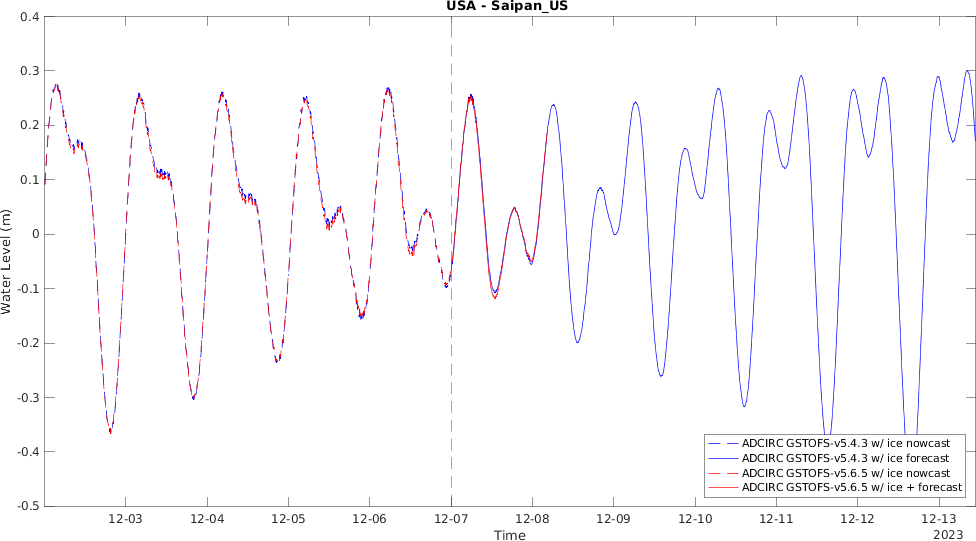 USA - Saipan_US
0.4
0.3
0.2
0.1
0
-0.1
-0.2
-0.3
-0.4
-0.5
Water Level (m)
ADCIRC GSTOFS-v5.4.3 w/ ice nowcast
ADCIRC GSTOFS-v5.4.3 w/ ice forecast
ADCIRC GSTOFS-v5.6.5 w/ ice nowcast
ADCIRC GSTOFS-v5.6.5 w/ ice + forecast
12-03 12-04 12-05 12-06 12-07 12-08 12-09 12-10 12-11 12-12 12-13
Time
2023